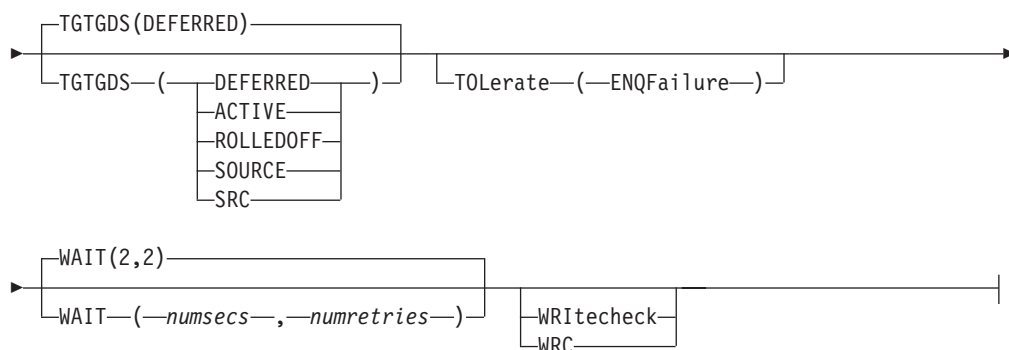 TGTGDS(DEFERRED)
TGTGDS ( DEFERRED ) TOLerate ( ENQFailure )
ACTIVE
ROLLEDOFF
SOURCE
SRC
WAIT(2,2)
WAIT ( numsecs , numretries ) WRItecheck
WRC